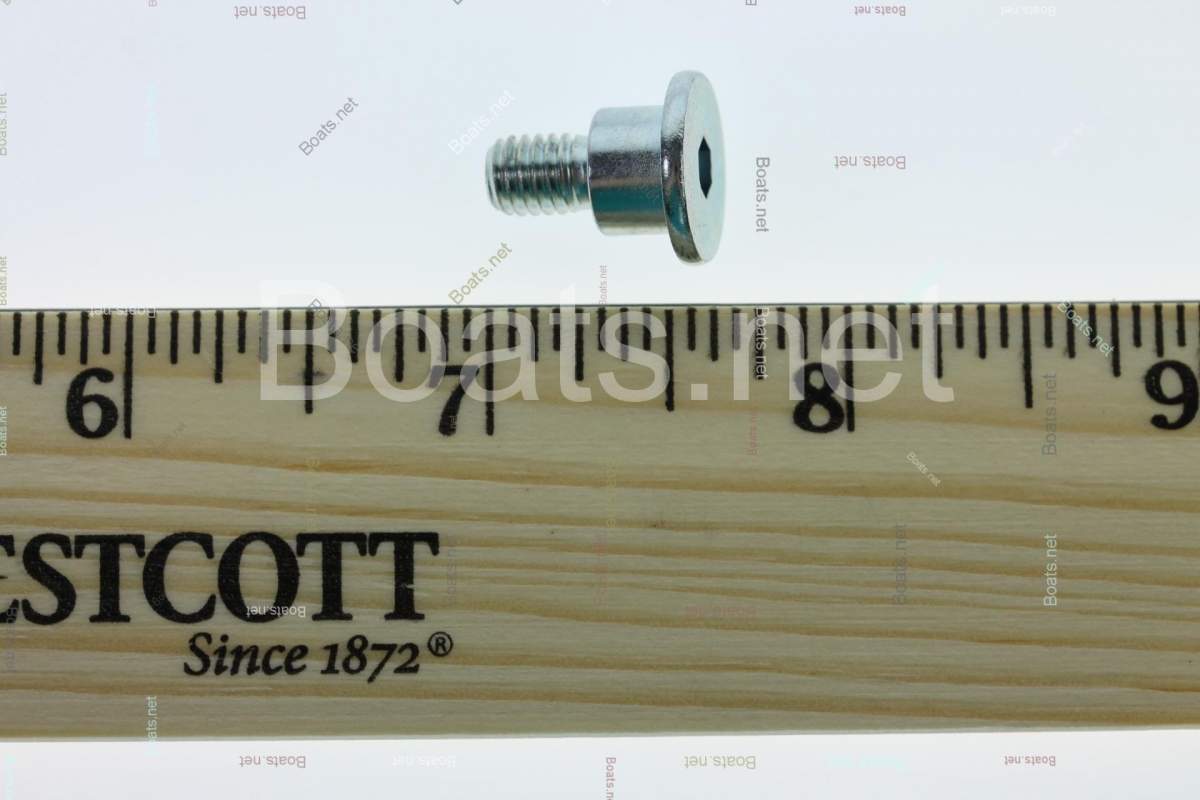 Boats.net
6 7 8 9
ESTCOTT
Since 1872®